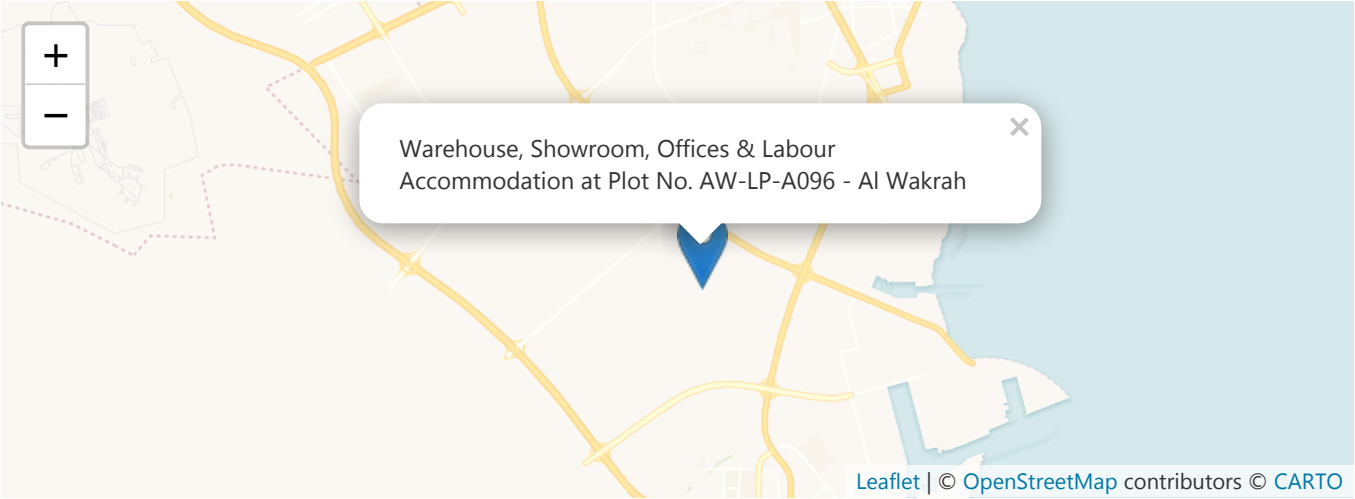 +
−
Warehouse, Showroom, Offices & Labour
Accommodation at Plot No. AW-LP-A096 - Al Wakrah
×
Leaflet | © OpenStreetMap contributors © CARTO